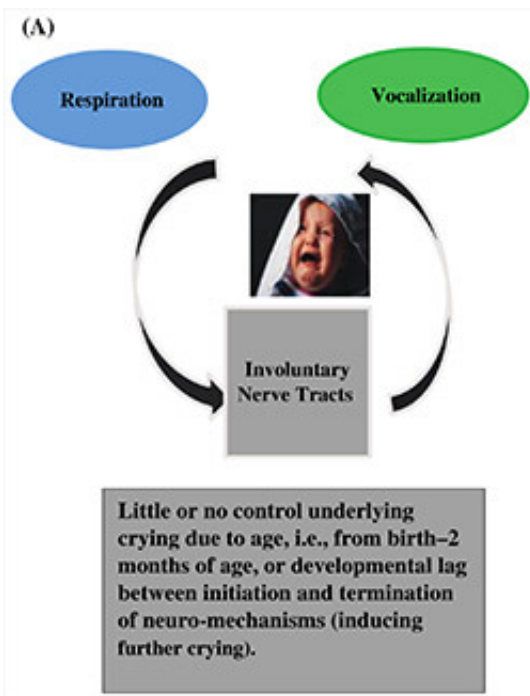 (A)
Respiration
Vocalization
Involuntary
Nerve Tracts
Little or no control underlying
crying due to age, i.e., from birth–2
months of age, or developmental lag
between initiation and termination
of neuro-mechanisms (inducing
further crying).